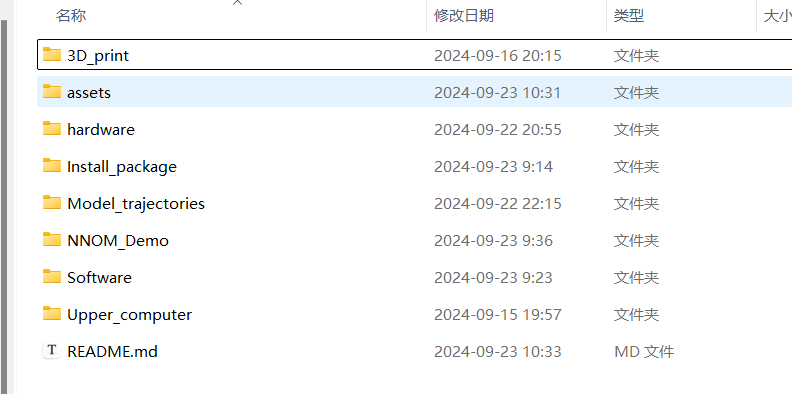 名称 修改日期 类型 大小
3D_print 2024-09-16 20:15 文件夹
assets 2024-09-23 10:31 文件夹
hardware 2024-09-22 20:55 文件夹
Install_package 2024-09-23 9:14 文件夹
Model_trajectories 2024-09-22 22:15 文件夹
NNOM_Demo 2024-09-23 9:36 文件夹
Software 2024-09-23 9:23 文件夹
Upper_computer 2024-09-15 19:57 文件夹
T README.md 2024-09-23 10:33 MD 文件